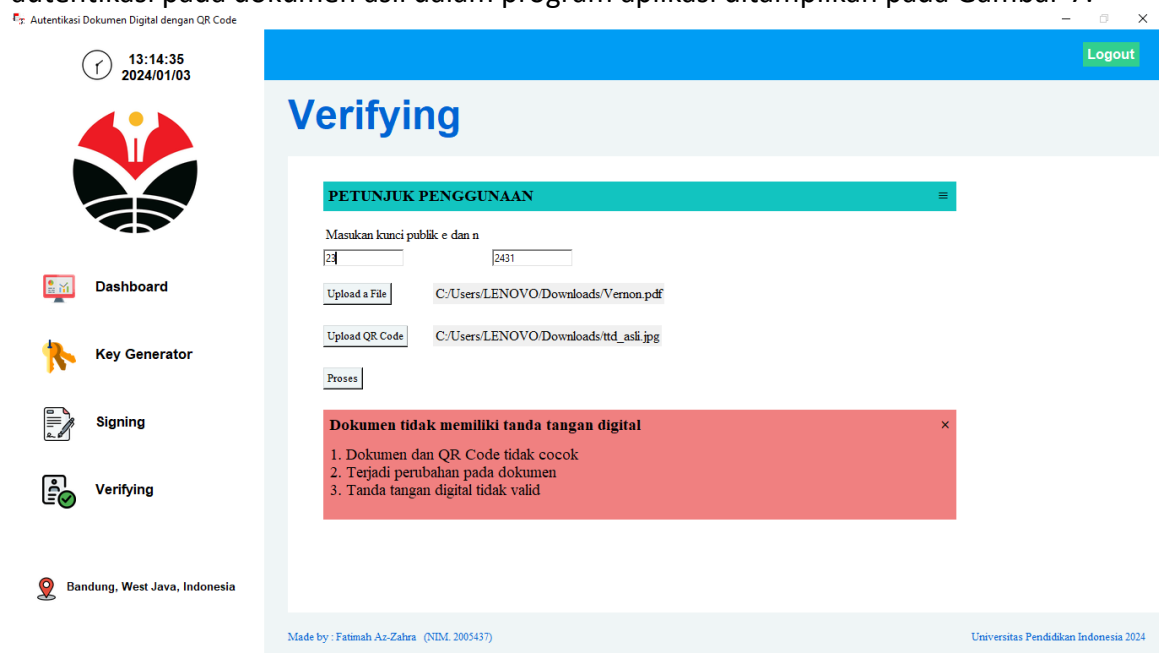 autentikasi pada dokumen asli dalam program aplikasi ditampilkan pada Gambar 7.
Autentikasi Dokumen Digital dengan QR Code
13:14:35
2024/01/03
Logout
Verifying
PETUNJUK PENGGUNAAN
Masukan kunci publik e dan n
23 2431
Upload a File C:/Users/LENOVO/Downloads/Vernon.pdf
Upload QR Code C:/Users/LENOVO/Downloads/ttd_asli.jpg
Proses
Dokumen tidak memiliki tanda tangan digital
1. Dokumen dan QR Code tidak cocok
2. Terjadi perubahan pada dokumen
3. Tanda tangan digital tidak valid
Dashboard
Key Generator
Signing
Verifying
Bandung, West Java, Indonesia
Made by : Fatimah Az-Zahra (NIM. 2005437)
Universitas Pendidikan Indonesia 2024